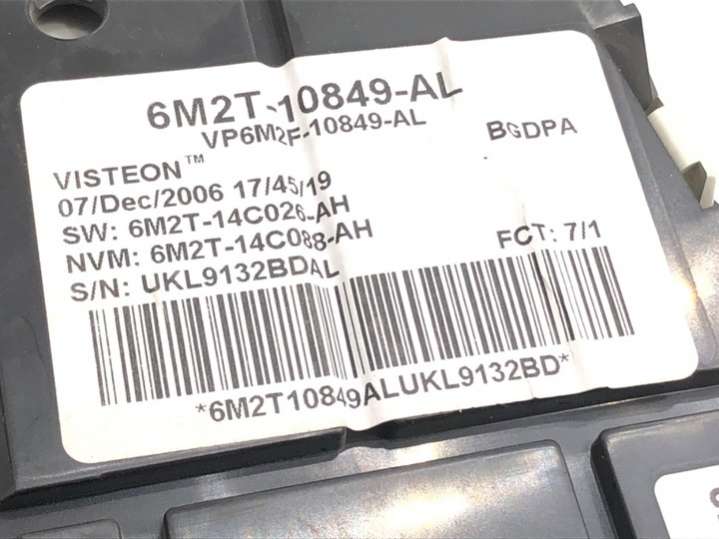 6M2T-10849-AL
VP6M2F-10849-AL
BGDPA
VISTEON™
07/Dec/2006 17/45/19
SW: 6M2T-14C026-AH
NVM: 6M2T-14C088-AH
S/N: UKL9132BDAL
FCT: 7/1
*6M2T10849ALUKL9132BD*